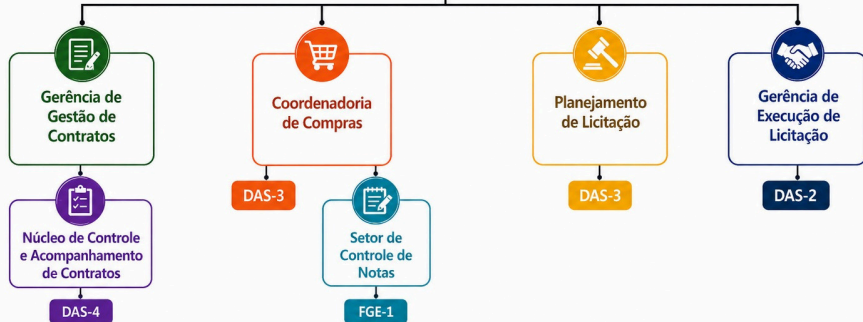 Gerência de
Gestão de
Contratos
Coordenadoria
de Compras
Planejamento
de Licitação
Gerência de
Execução de
Licitação
DAS-3
DAS-3
DAS-2
Núcleo de Controle
e Acompanhamento
de Contratos
Setor de
Controle de
Notas
DAS-4
FGE-1